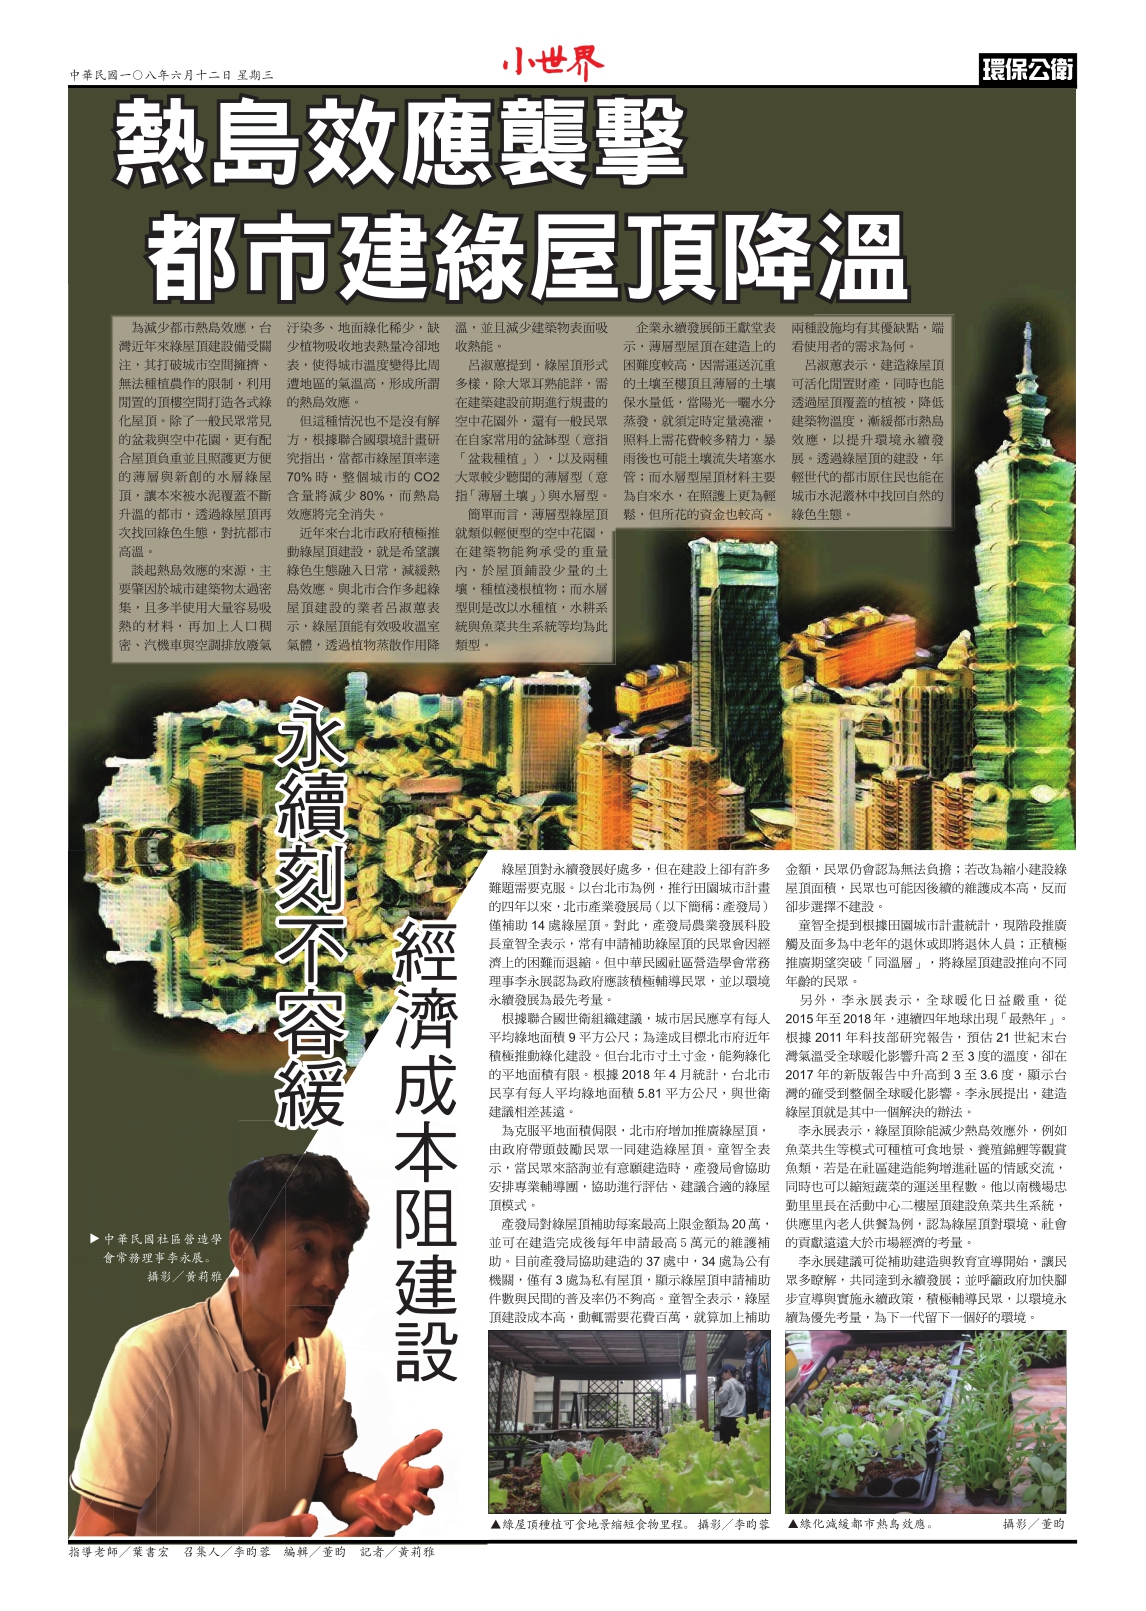 中華民國一〇八年六月十二日 星期三
小世界
環保公衛
熱島效應襲擊
都市建綠屋頂降溫
為減少都市熱島效應，台
灣近年來綠屋頂建設備受關
注，其打破城市空間擁擠、
無法種植農作的限制，利用
閒置的頂樓空間打造各式綠
化屋頂。除了一般民眾常見
的盆栽與空中花園，更有配
合屋頂負重並且照護更方便
的薄層與新創的水層綠屋
頂，讓本來被水泥覆蓋不斷
升溫的都市，透過綠屋頂再
次找回綠色生態，對抗都市
高溫。
談起熱島效應的來源，主
要肇因於城市建築物太過密
集，且多半使用大量容易吸
熱的材料，再加上人口稠
密、汽機車與空調排放廢氣
汙染多、地面綠化稀少，缺
少植物吸收地表熱量冷卻地
表，使得城市溫度變得比周
遭地區的氣溫高，形成所謂
的熱島效應。
但這種情況也不是沒有解
方，根據聯合國環境計畫研
究指出，當都市綠屋頂率達
70% 時，整個城市的 CO2
含量將減少 80%，而熱島
效應將完全消失。
近年來台北市政府積極推
動綠屋頂建設，就是希望讓
綠色生態融入日常，減緩熱
島效應。與北市合作多起綠
屋頂建設的業者呂淑蕙表
示，綠屋頂能有效吸收溫室
氣體，透過植物蒸散作用降
溫，並且減少建築物表面吸
收熱能。
呂淑蕙提到，綠屋頂形式
多樣，除大眾耳熟能詳，需
在建築建設前期進行規畫的
空中花園外，還有一般民眾
在自家常用的盆缽型（意指
「盆栽種植」），以及兩種
大眾較少聽聞的薄層型（意
指「薄層土壤」）與水層型。
簡單而言，薄層型綠屋頂
就類似輕便型的空中花園，
在建築物能夠承受的重量
內，於屋頂鋪設少量的土
壤，種植淺根植物；而水層
型則是改以水種植，水耕系
統與魚菜共生系統等均為此
類型。
企業永續發展師王獻堂表
示，薄層型屋頂在建造上的
困難度較高，因需運送沉重
的土壤至樓頂且薄層的土壤
保水量低，當陽光一曬水分
蒸發，就須定時定量澆灌，
照料上需花費較多精力，暴
雨後也可能土壤流失堵塞水
管；而水層型屋頂材料主要
為自來水，在照護上更為輕
鬆，但所花的資金也較高。
兩種設施均有其優缺點，端
看使用者的需求為何。
呂淑蕙表示，建造綠屋頂
可活化閒置財產，同時也能
透過屋頂覆蓋的植被，降低
建築物溫度，漸緩都市熱島
效應，以提升環境永續發
展。透過綠屋頂的建設，年
輕世代的都市原住民也能在
城市水泥叢林中找回自然的
綠色生態。
永續刻不容緩
經濟成本阻建設
綠屋頂對永續發展好處多，但在建設上卻有許多
難題需要克服。以台北市為例，推行田園城市計畫
的四年以來，北市產業發展局（以下簡稱：產發局）
僅補助 14 處綠屋頂。對此，產發局農業發展科股
長童智全表示，常有申請補助綠屋頂的民眾會因經
濟上的困難而退縮。但中華民國社區營造學會常務
理事李永展認為政府應該積極輔導民眾，並以環境
永續發展為最先考量。
根據聯合國世衛組織建議，城市居民應享有每人
平均綠地面積 9 平方公尺；為達成目標北市府近年
積極推動綠化建設。但台北市寸土寸金，能夠綠化
的平地面積有限。根據 2018 年 4 月統計，台北市
民享有每人平均綠地面積 5.81 平方公尺，與世衛
建議相差甚遠。
為克服平地面積侷限，北市府增加推廣綠屋頂，
由政府帶頭鼓勵民眾一同建造綠屋頂。童智全表
示，當民眾來諮詢並有意願建造時，產發局會協助
安排專業輔導團，協助進行評估、建議合適的綠屋
頂模式。
產發局對綠屋頂補助每案最高上限金額為 20 萬，
並可在建造完成後每年申請最高 5 萬元的維護補
助。目前產發局協助建造的 37 處中，34 處為公有
機關，僅有 3 處為私有屋頂，顯示綠屋頂申請補助
件數與民間的普及率仍不夠高。童智全表示，綠屋
頂建設成本高，動輒需要花費百萬，就算加上補助
金額，民眾仍會認為無法負擔；若改為縮小建設綠
屋頂面積，民眾也可能因後續的維護成本高，反而
卻步選擇不建設。
童智全提到根據田園城市計畫統計，現階段推廣
觸及面多為中老年的退休或即將退休人員；正積極
推廣期望突破「同溫層」，將綠屋頂建設推向不同
年齡的民眾。
另外，李永展表示，全球暖化日益嚴重，從
2015 年至 2018 年，連續四年地球出現「最熱年」。
根據 2011 年科技部研究報告，預估 21 世紀末台
灣氣溫受全球暖化影響升高 2 至 3 度的溫度，卻在
2017 年的新版報告中升高到 3 至 3.6 度，顯示台
灣的確受到整個全球暖化影響。李永展提出，建造
綠屋頂就是其中一個解決的辦法。
李永展表示，綠屋頂除能減少熱島效應外，例如
魚菜共生等模式可種植可食地景、養殖錦鯉等觀賞
魚類，若是在社區建造能夠增進社區的情感交流，
同時也可以縮短蔬菜的運送里程數。他以南機場忠
勤里里長在活動中心二樓屋頂建設魚菜共生系統，
供應里內老人供餐為例，認為綠屋頂對環境、社會
的貢獻遠遠大於市場經濟的考量。
李永展建議可從補助建造與教育宣導開始，讓民
眾多瞭解，共同達到永續發展；並呼籲政府加快腳
步宣導與實施永續政策，積極輔導民眾，以環境永
續為優先考量，為下一代留下一個好的環境。
▶中華民國社區營造學
會常務理事李永展。
攝影／黃莉雅
▲綠屋頂種植可食地景縮短食物里程。 攝影／李昀蓉
▲綠化減緩都市熱島效應。 攝影／董昀
指導老師／葉書宏 召集人／李昀蓉 編輯／董昀 記者／黃莉雅